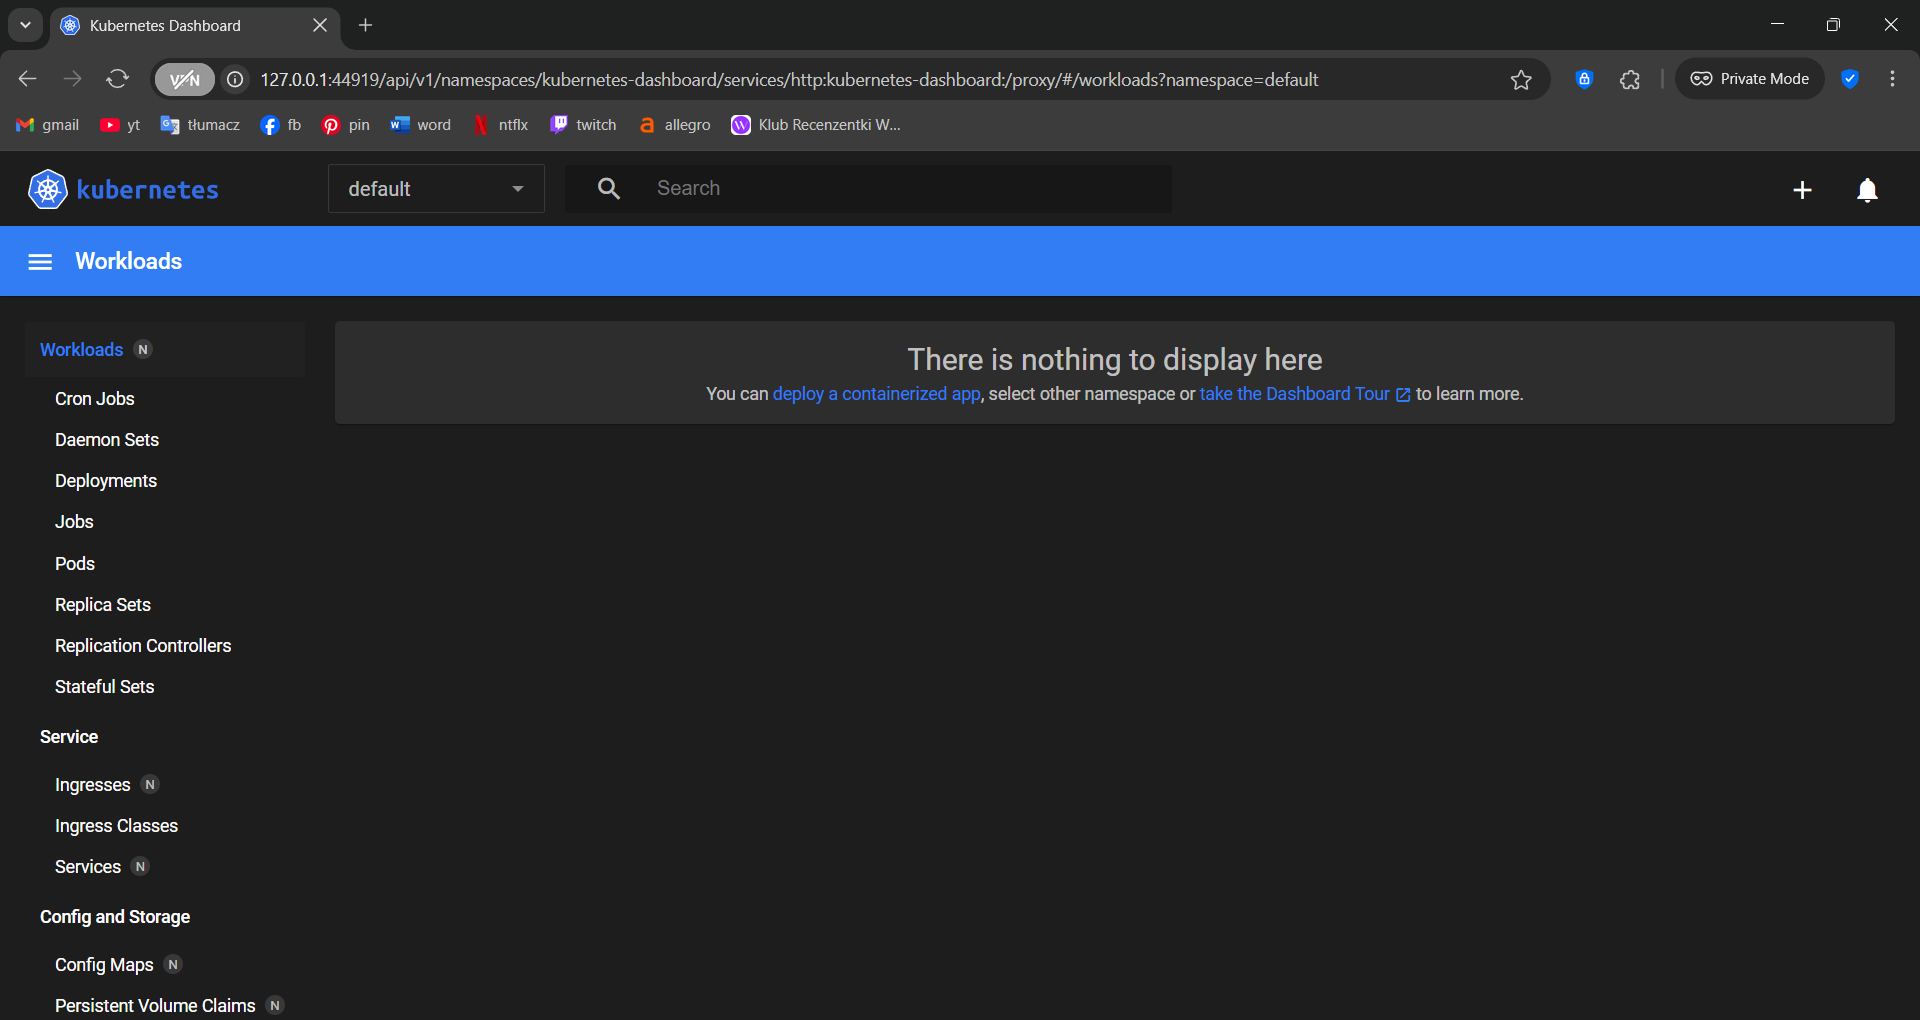 Kubernetes Dashboard
VPN
127.0.0.1:44919/api/v1/namespaces/kubernetes-dashboard/services/http:kubernetes-dashboard:/proxy/#/workloads?namespace=default
Private Mode
gmail yt tłumacz fb pin word ntflx twitch allegro Klub Recenzentki W...
kubernetes default Search
Workloads
Workloads N
Cron Jobs
Daemon Sets
Deployments
Jobs
Pods
Replica Sets
Replication Controllers
Stateful Sets
Service
Ingresses N
Ingress Classes
Services N
Config and Storage
Config Maps N
Persistent Volume Claims N
There is nothing to display here
You can deploy a containerized app, select other namespace or take the Dashboard Tour to learn more.